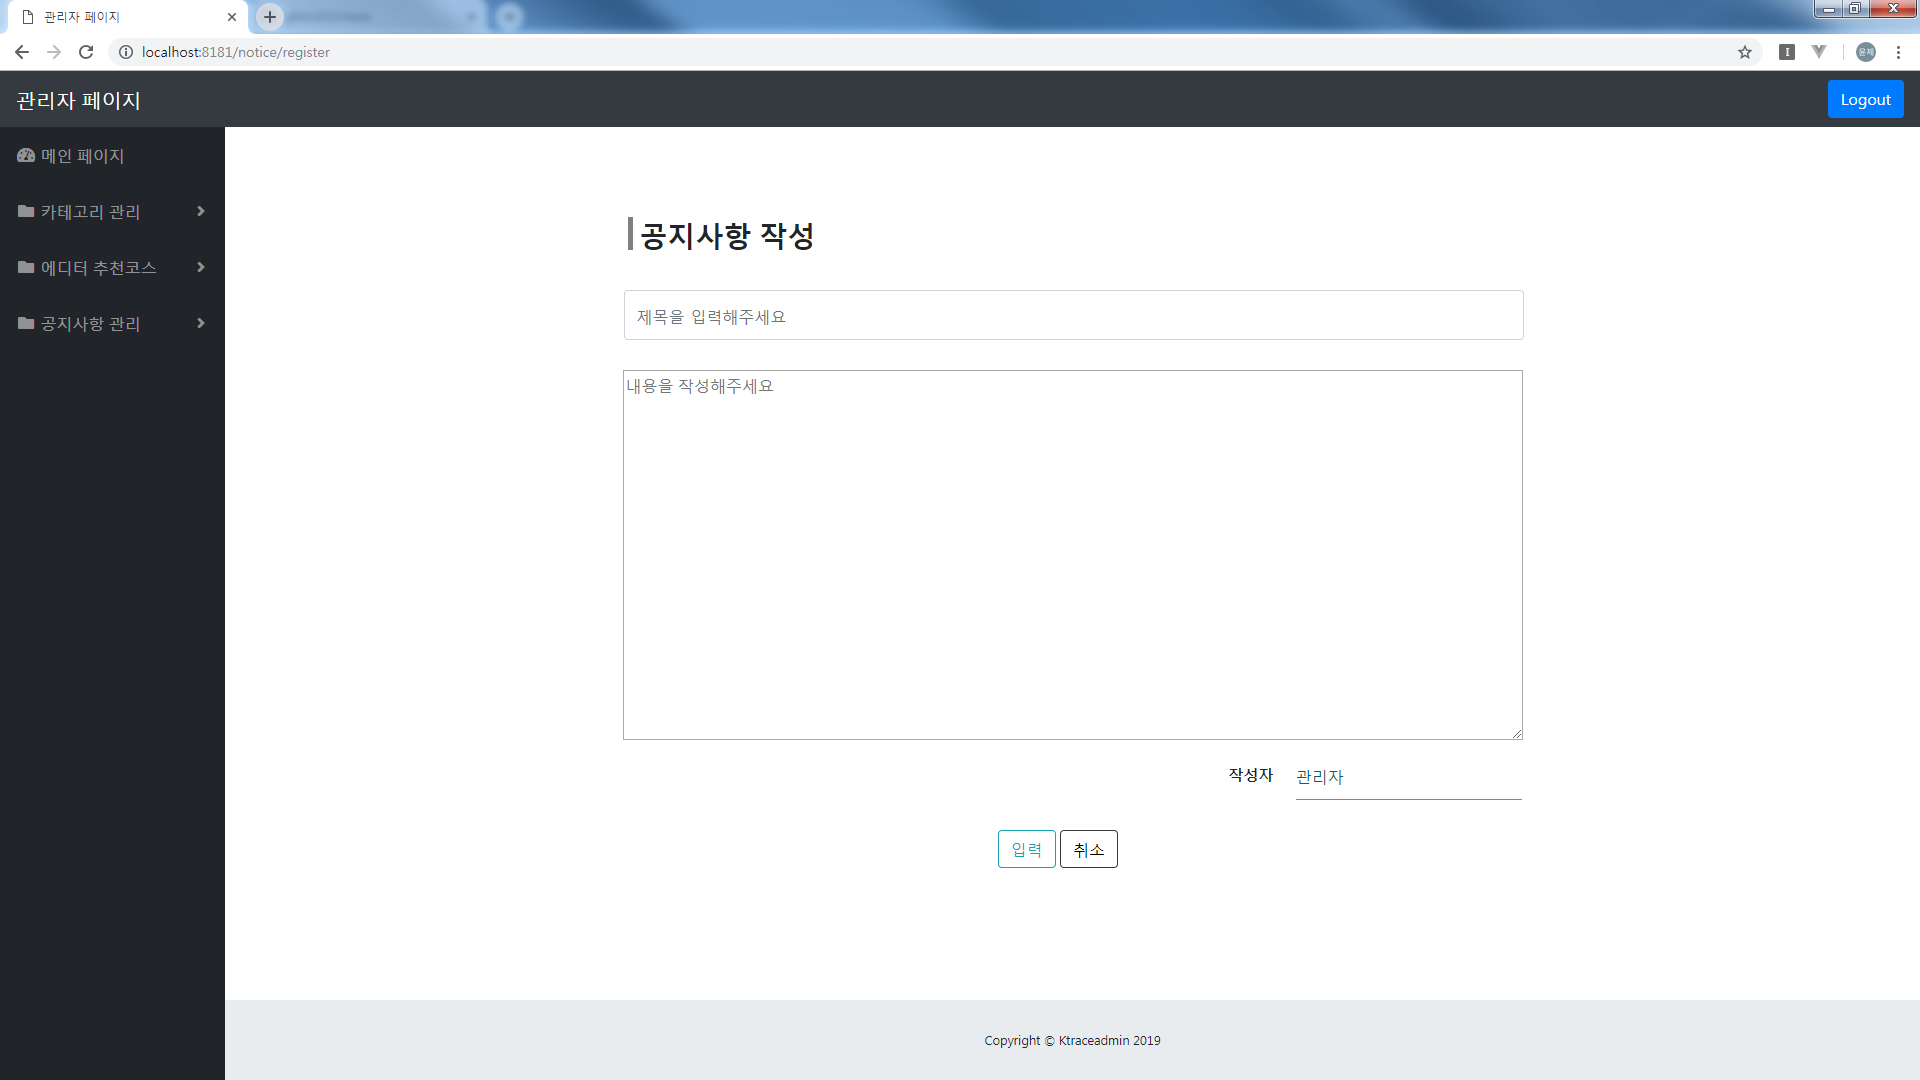 관리자 페이지
localhost:8181/notice/register
I
윤제
관리자 페이지
Logout
메인 페이지
카테고리 관리
에디터 추천코스
공지사항 관리
공지사항 작성
제목을 입력해주세요
내용을 작성해주세요
작성자 관리자
입력 취소
Copyright © Ktraceadmin 2019